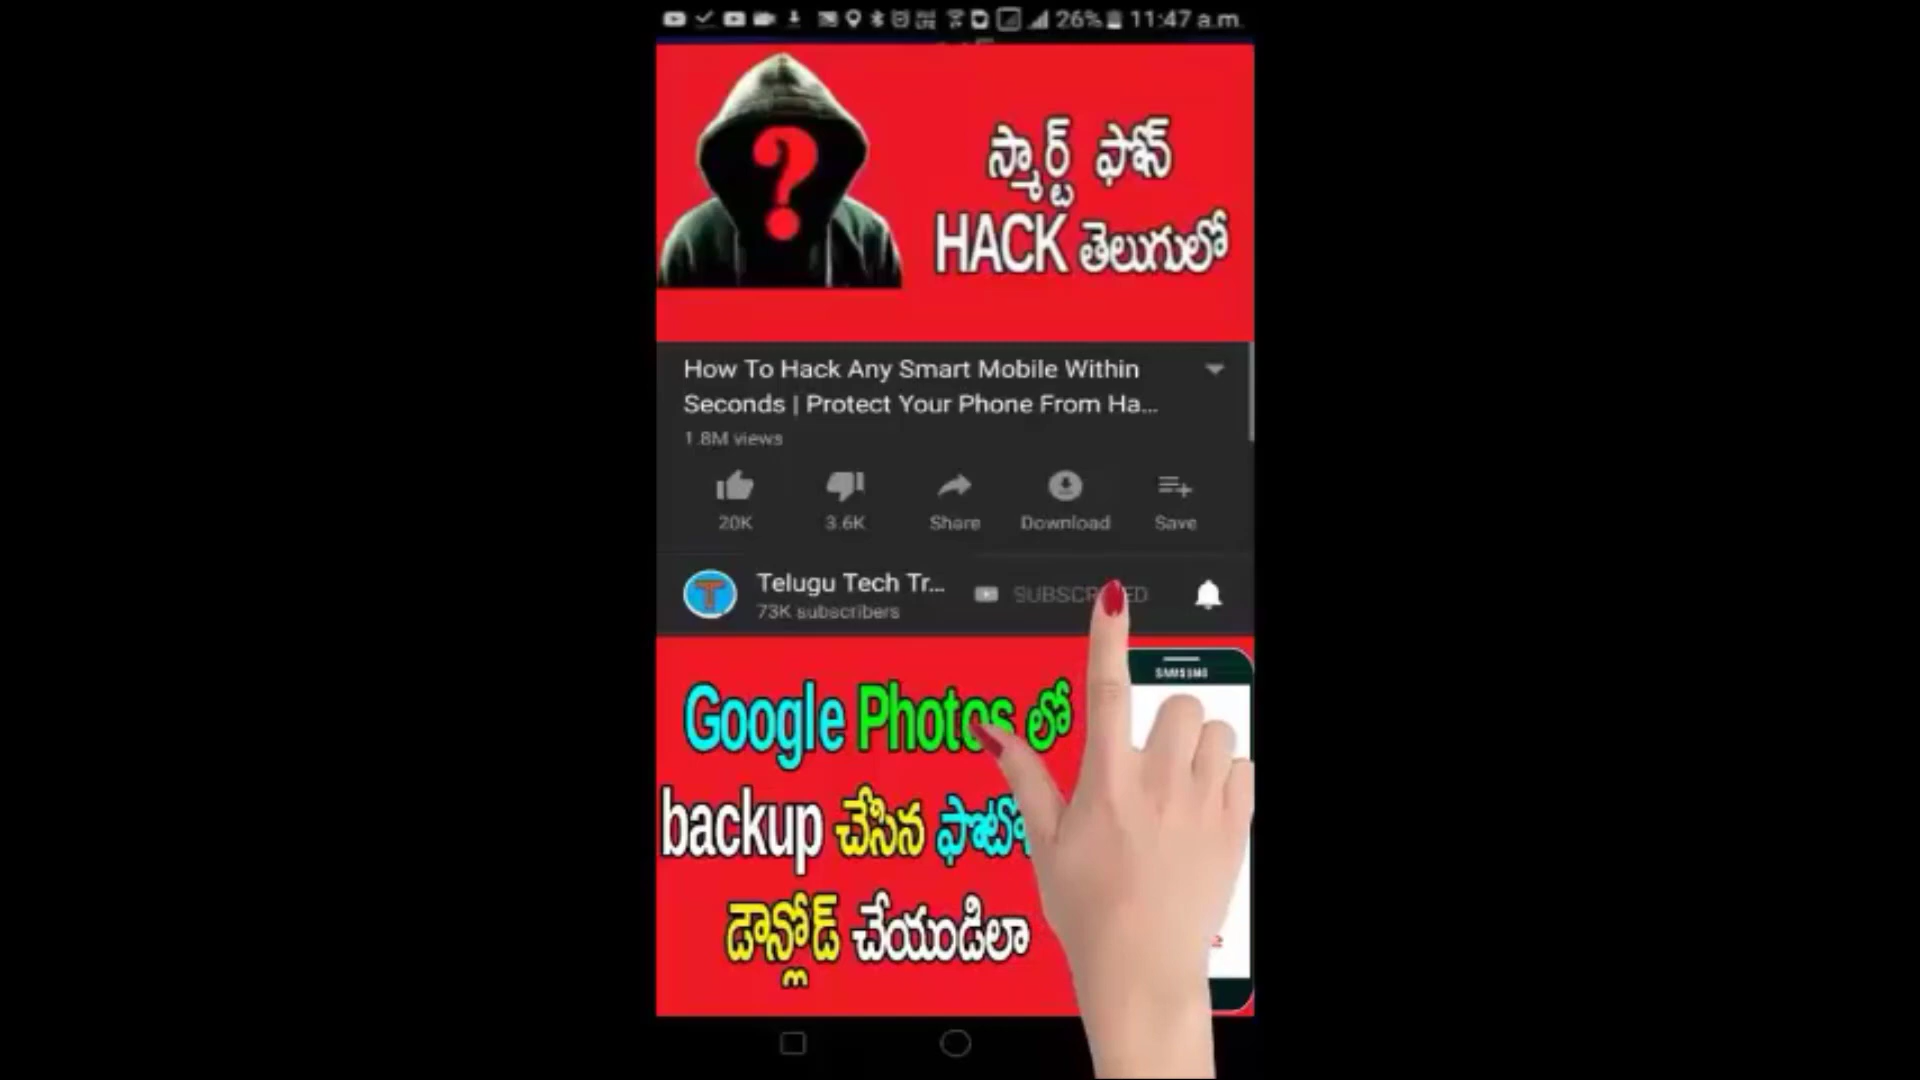 26% 11:47 a.m.
?
స్మార్ట్ ఫోన్
HACK తెలుగులో
How To Hack Any Smart Mobile Within
Seconds | Protect Your Phone From Ha...
1.8M views
20K 3.6K Share Download Save
Telugu Tech Tr... SUBSCRIBED
73K subscribers
SAMSUNG
Google Photos లో
backup చేసిన
డౌన్లోడ్ చేయండిలా